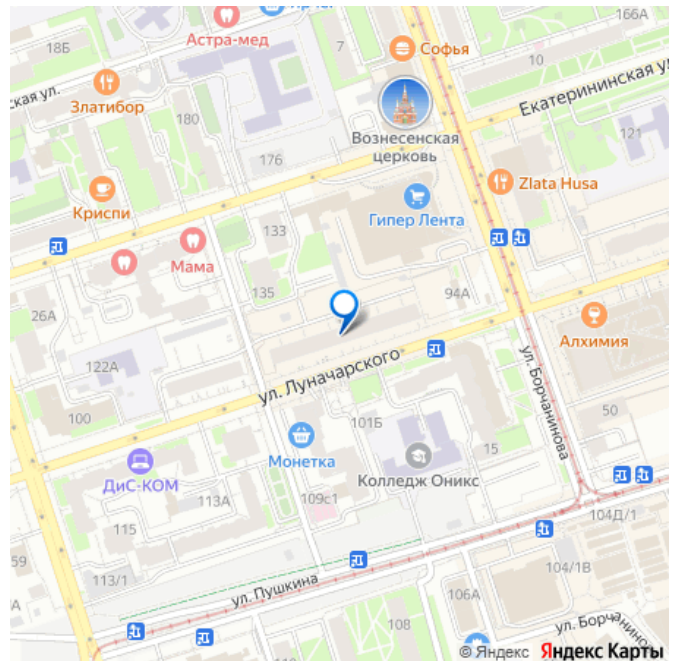 166А
18Б
Астра-мед
7
Софья
10
ская ул.
Златибор
180
Екатерининская у
121
Вознесенская
церковь
176
Zlata Husa
Криспи
Гипер Лента
133
Мама
135
94А
26А
Алхимия
122А
ул. Луначарского
ул. Борчанинова
100
101Б
50
Монетка
15
Колледж Оникс
ДиС-КОМ
113А
109с1
104Д/1
115
59
104/1В
113/1
ул. Пушкина
106А
108
ул. Борчанинова
© Яндекс Яндекс Карты